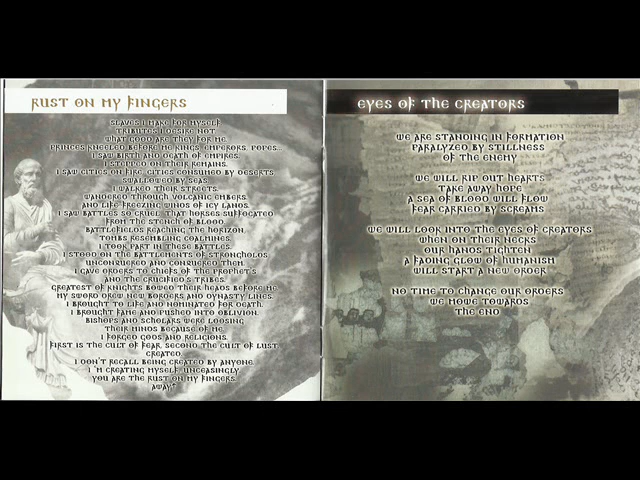 RUST ON MY FINGERS
SLAVES I MAKE FOR MYSELF
TRIBUTES I DESIRE NOT
WHAT GOOD ARE THEY FOR ME.
PRINCES KNEELED BEFORE ME, KINGS, EMPERORS, POPES...
I SAW BIRTH AND DEATH OF EMPIRES.
I STEPPED ON THEIR REMAINS.
I SAW CITIES ON FIRE, CITIES CONSUMED BY DESERTS
SWALLOWED BY SEAS.
I WALKED THEIR STREETS.
WANDERED THROUGH VOLCANIC EMBERS.
AND LIFE FREEZING WINDS OF ICY LANDS.
I SAW BATTLES SO CRUEL, THAT HORSES SUFFOCATED
FROM THE STENCH OF BLOOD.
BATTLEFIELDS REACHING THE HORIZON.
TOMBS RESEMBLING COALMINES.
I TOOK PART IN THESE BATTLES.
I STOOD ON THE BATTLEMENTS OF STRONGHOLDS
UNCONQUERED AND CONQUERED THEM.
I GAVE ORDERS TO CHIEFS OF THE PROPHET'S
AND THE CRUCIFIED'S TRIBES.
GREATEST OF KNIGHTS BOWED THEIR HEADS BEFORE ME.
MY SWORD DREW NEW BORDERS AND DYNASTY LINES.
I BROUGHT TO LIFE AND NOMINATED FOR DEATH.
I BROUGHT FAME AND PUSHED INTO OBLIVION.
BISHOPS AND SCHOLARS WERE LOOSING
THEIR MINDS BECAUSE OF ME.
I FORGED GODS AND RELIGIONS.
FIRST IS THE CULT OF FEAR, SECOND THE CULT OF LUST
CREATED.
I DON'T RECALL BEING CREATED BY ANYONE.
I 'M CREATING MYSELF UNCEASINGLY
YOU ARE THE RUST ON MY FINGERS.
AWAY!
EYES OF THE CREATORS
WE ARE STANDING IN FORMATION
PARALYZED BY STILLNESS
OF THE ENEMY
WE WILL RIP OUT HEARTS
TAKE AWAY HOPE
A SEA OF BLOOD WILL FLOW
FEAR CARRIED BY SCREAMS
WE WILL LOOK INTO THE EYES OF CREATORS
WHEN ON THEIR NECKS
OUR HANDS TIGHTEN
A FADING GLOW OF HUMANISM
WILL START A NEW ORDER
NO TIME TO CHANGE OUR ORDERS
WE MOWE TOWARDS
THE END